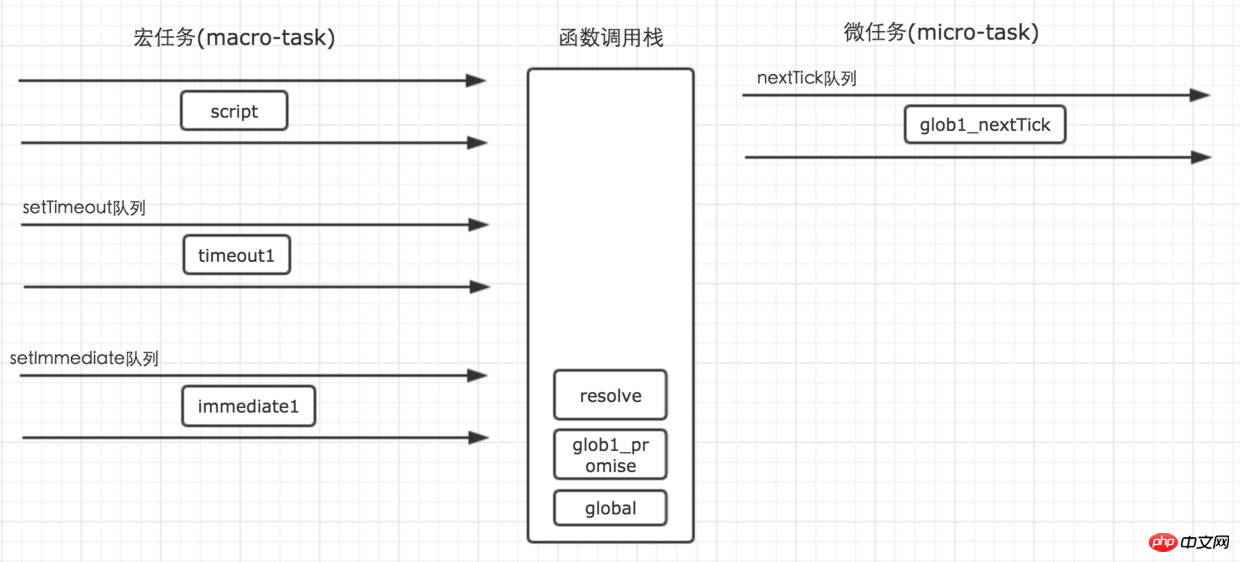 宏任务(macro-task)
函数调用栈
微任务(micro-task)
script
nextTick队列
glob1_nextTick
setTimeout队列
timeout1
setImmediate队列
immediate1
resolve
glob1_pr
omise
global
php 中文网